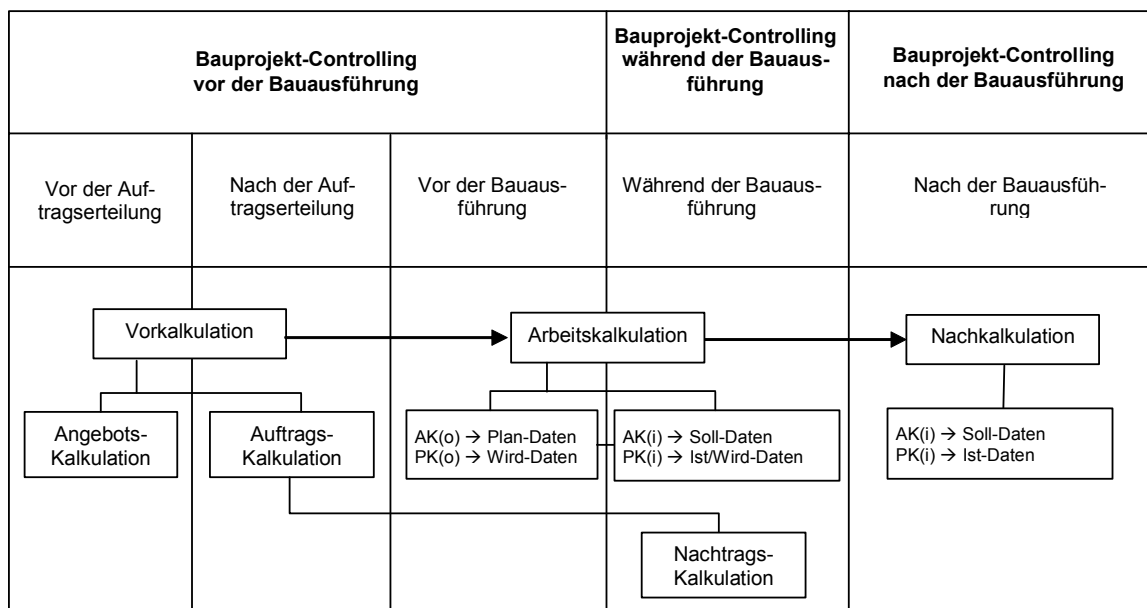 Bauprojekt-Controlling
vor der Bauausführung
Bauprojekt-Controlling
während der Bauaus-
führung
Bauprojekt-Controlling
nach der Bauausführung
Vor der Auf-
tragserteilung
Nach der Auf-
tragserteilung
Vor der Bauaus-
führung
Während der Bauaus-
führung
Nach der Bauausfüh-
rung
Vorkalkulation
Arbeitskalkulation
Nachkalkulation
Angebots-
Kalkulation
Auftrags-
Kalkulation
AK(o) → Plan-Daten
PK(o) → Wird-Daten
AK(i) → Soll-Daten
PK(i) → Ist/Wird-Daten
AK(i) → Soll-Daten
PK(i) → Ist-Daten
Nachtrags-
Kalkulation